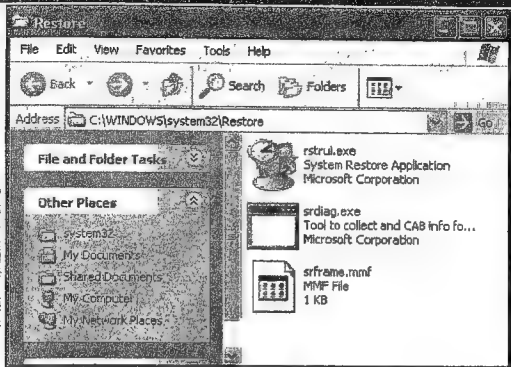 Restore
File Edit View Favorites Tools Help
Back Search Folders
Address C:\WINDOWS\system32\Restore Go
File and Folder Tasks
Other Places
system32
My Documents
Shared Documents
My Computer
My Network Places
rstrui.exe
System Restore Application
Microsoft Corporation
srdiag.exe
Tool to collect and CAB info fo...
Microsoft Corporation
srframe.mmf
MMF File
1 KB